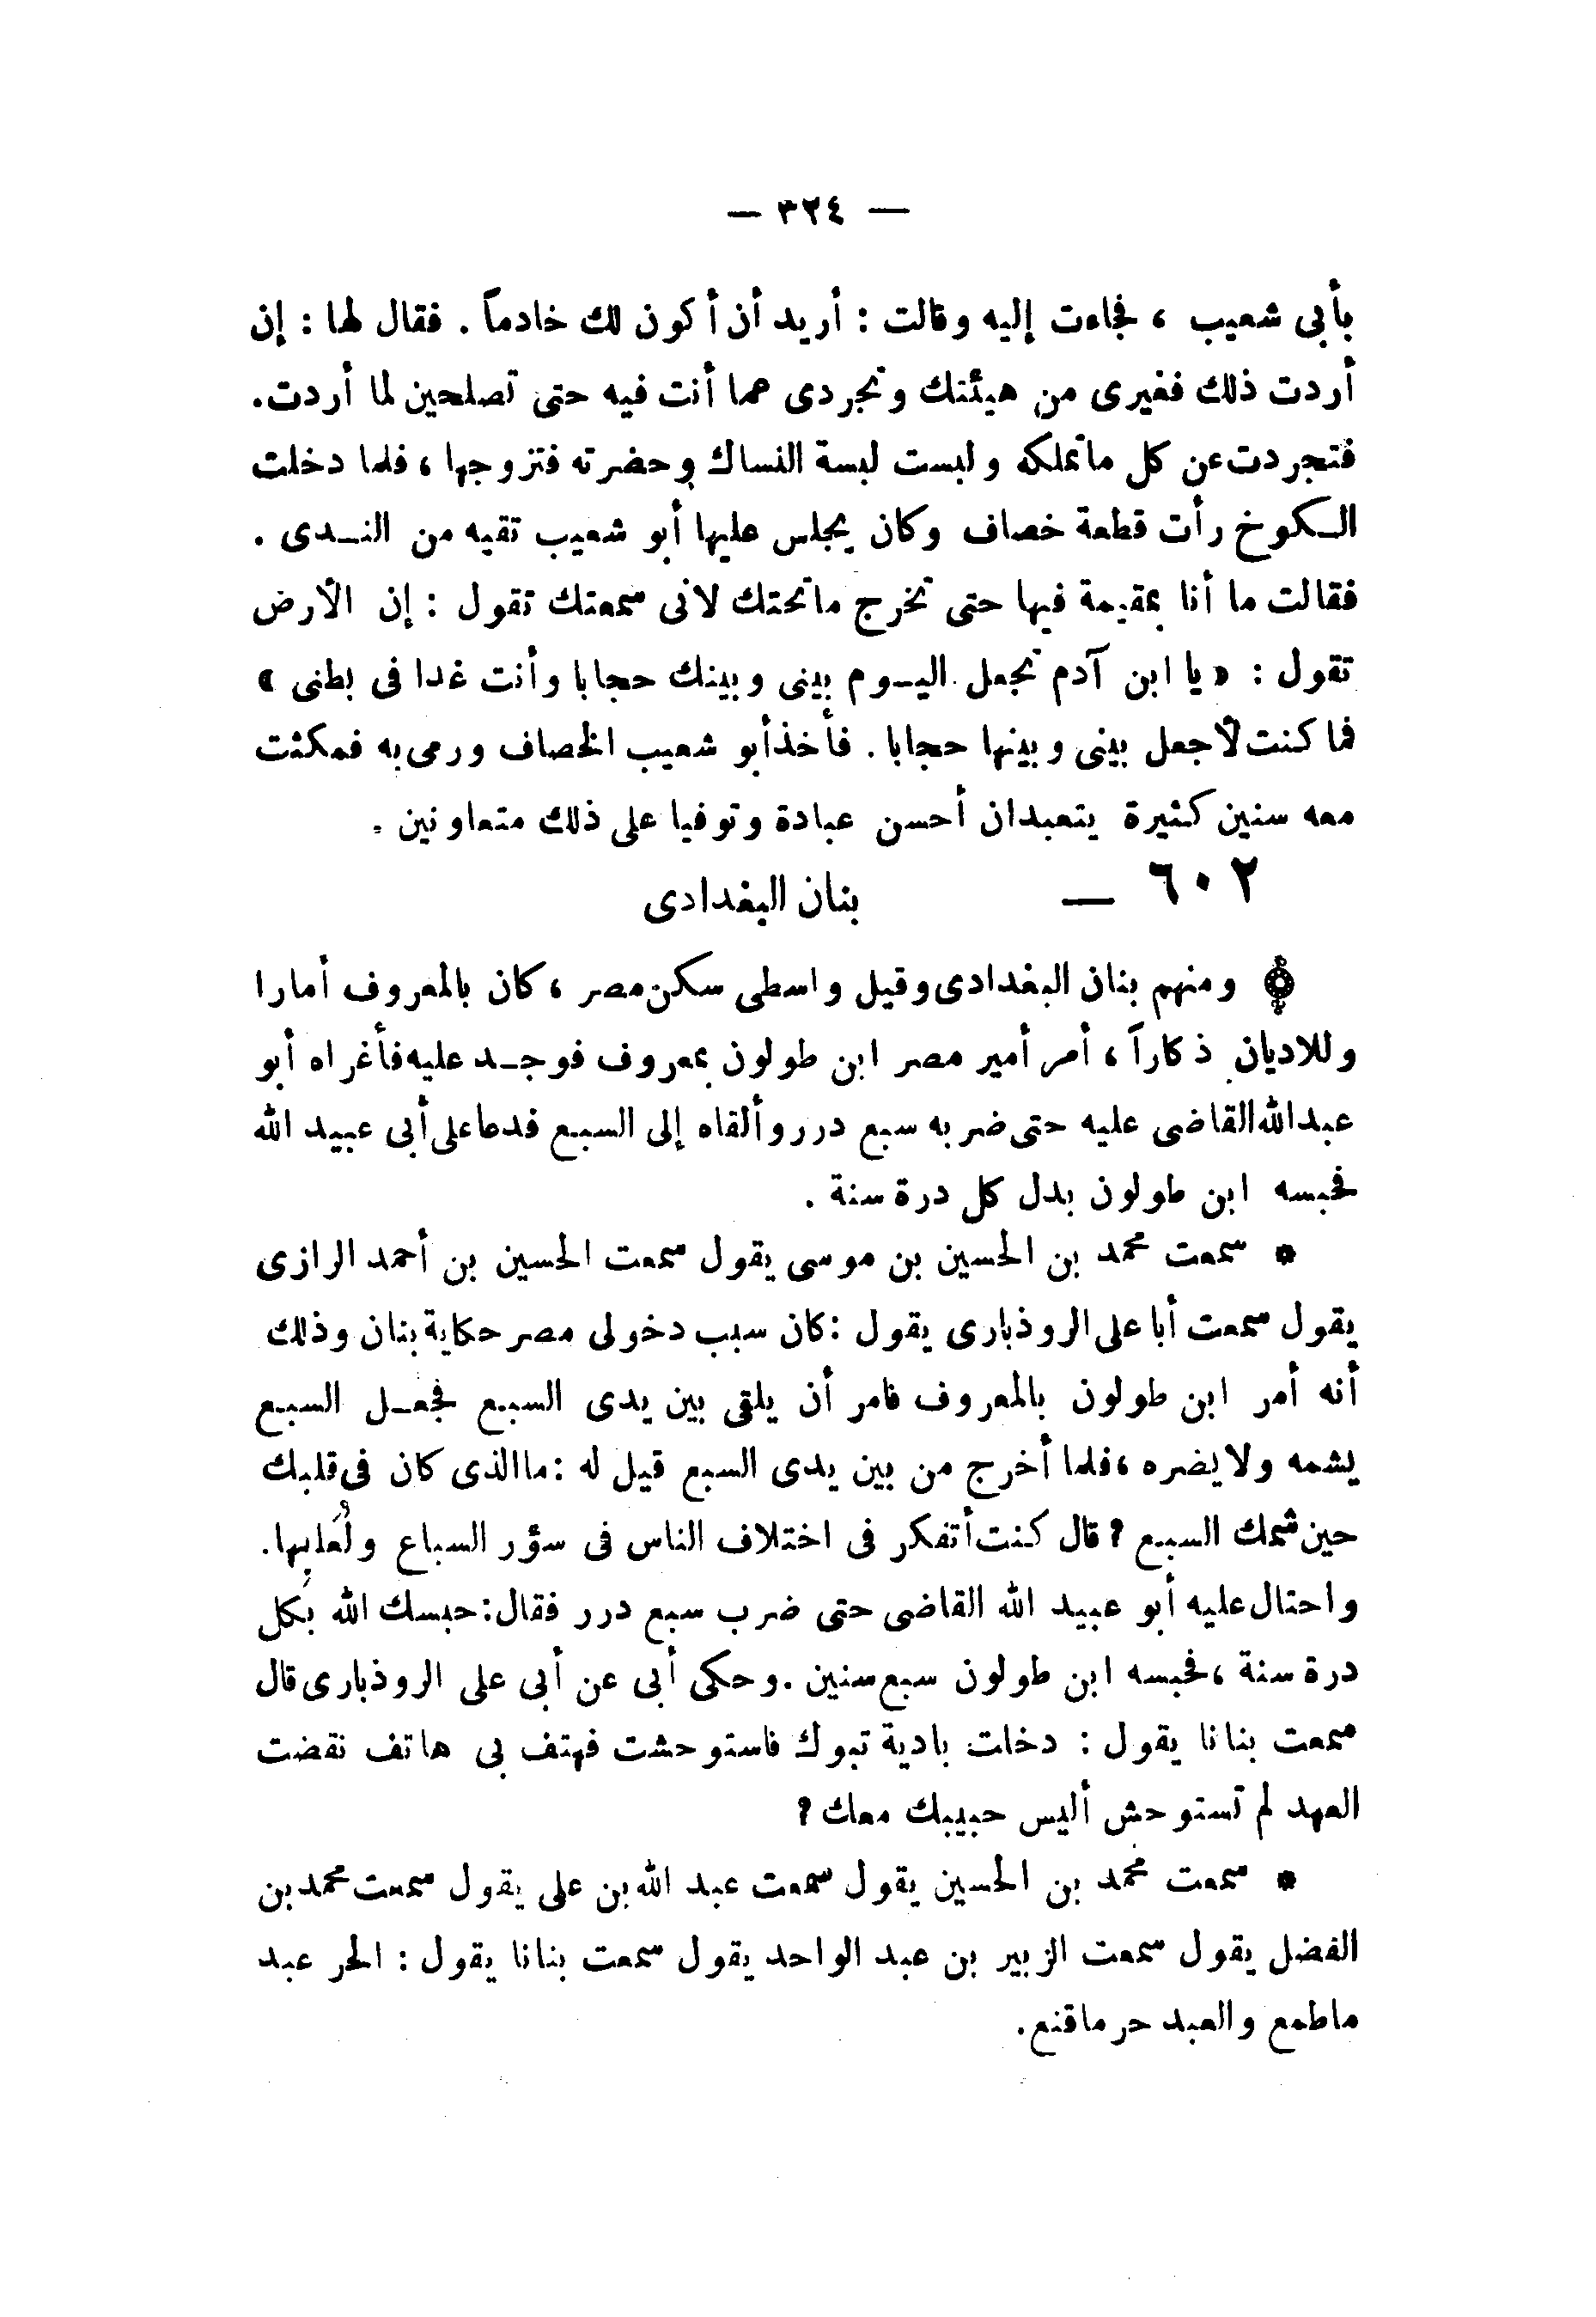 — ٣٢٤ —
بأبى شعيب ، فجاءت إليه وقالت : أريد أن أكون لك خادماً . فقال لها : إن
أردت ذلك فغيرى من هيئتك وتجردى عما أنت فيه حتى تصلحين لما أردت.
فتجردت عن كل ما تملكه ولبست لبسة النساك وحضرته فتزوجها ، فلما دخلت
الـكوخ رأت قطعة خصاف وكان يجلس عليها أبو شعيب تقيه من النـدى .
فقالت ما أنا بمقيمة فيها حتى تخرج ماتحتك لانى سمعتك تقول : إن الأرض
تقول : « يا ابن آدم تجعل اليـوم بينى وبينك حجابا وأنت غدا فى بطنى »
فما كنت لأجعل بينى وبينها حجابا . فأخذ أبو شعيب الخصاف ورمى به فمكثت
معه سنين كثيرة يتعبدان أحسن عبادة وتوفيا على ذلك متعاونين .
٦٠٢ — بنان البغدادى
۞ ومنهم بنان البغدادى وقيل واسطى سكن مصر ، كان بالمعروف أمارا
وللاديان ذكاراً ، أمر أمير مصر ابن طولون بمعروف فوجـد عليه فأغراه أبو
عبد الله القاضى عليه حتى ضربه سبع درر وألقاه إلى السبع فدعا على أبى عبيد الله
فحبسه ابن طولون بدل كل درة سنة .
* سمعت محمد بن الحسين بن موسى يقول سمعت الحسين بن أحمد الرازى
يقول سمعت أبا على الروذبارى يقول : كان سبب دخولى مصر حكاية بنان وذلك
أنه أمر ابن طولون بالمعروف فامر أن يلقى بين يدى السبع فجعـل السبع
يشمه ولا يضره ، فلما أخرج من بين يدى السبع قيل له : ما الذى كان فى قلبك
حين شمك السبع ? قال كنت أتفكر فى اختلاف الناس فى سؤر السباع ولُعابِها.
واحتال عليه أبو عبيد الله القاضى حتى ضرب سبع درر فقال: حبسك الله بكل
درة سنة ، فحبسه ابن طولون سبع سنين . وحكى أبى عن أبى على الروذبارى قال
سمعت بنانا يقول : دخلت بادية تبوك فاستوحشت فهتف بى هاتف نقضت
العهد لم تستوحش أليس حبيبك معك ?
* سمعت محمد بن الحسين يقول سمعت عبد الله بن على يقول سمعت محمد بن
الفضل يقول سمعت الزبير بن عبد الواحد يقول سمعت بنانا يقول : الحر عبد
ماطمع والعبد حر ماقنع .